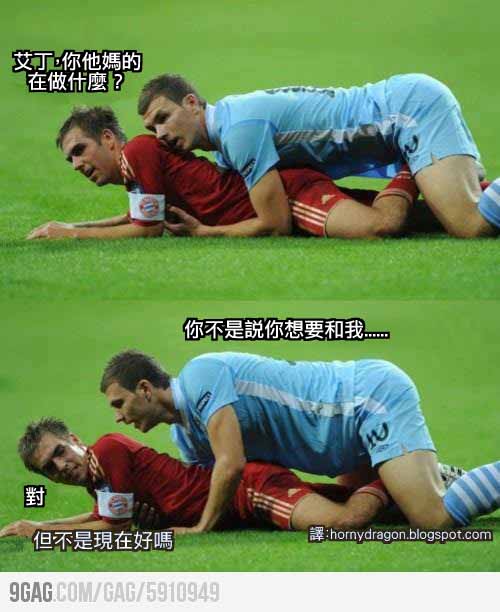 艾丁，你他媽的
在做什麼？
你不是說你想要和我......
對
但不是現在好嗎
譯:hornydragon.blogspot.com
9GAG.COM/GAG/5910949